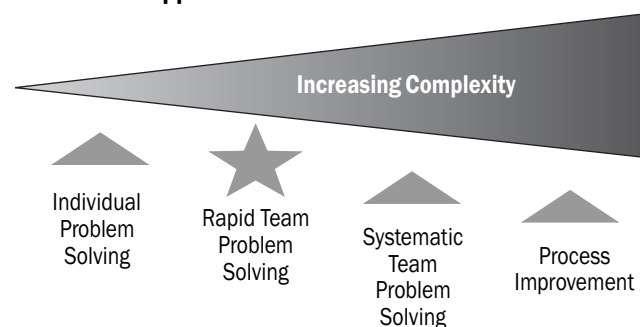 Increasing Complexity
Individual
Problem
Solving
Rapid Team
Problem
Solving
Systematic
Team
Problem
Solving
Process
Improvement